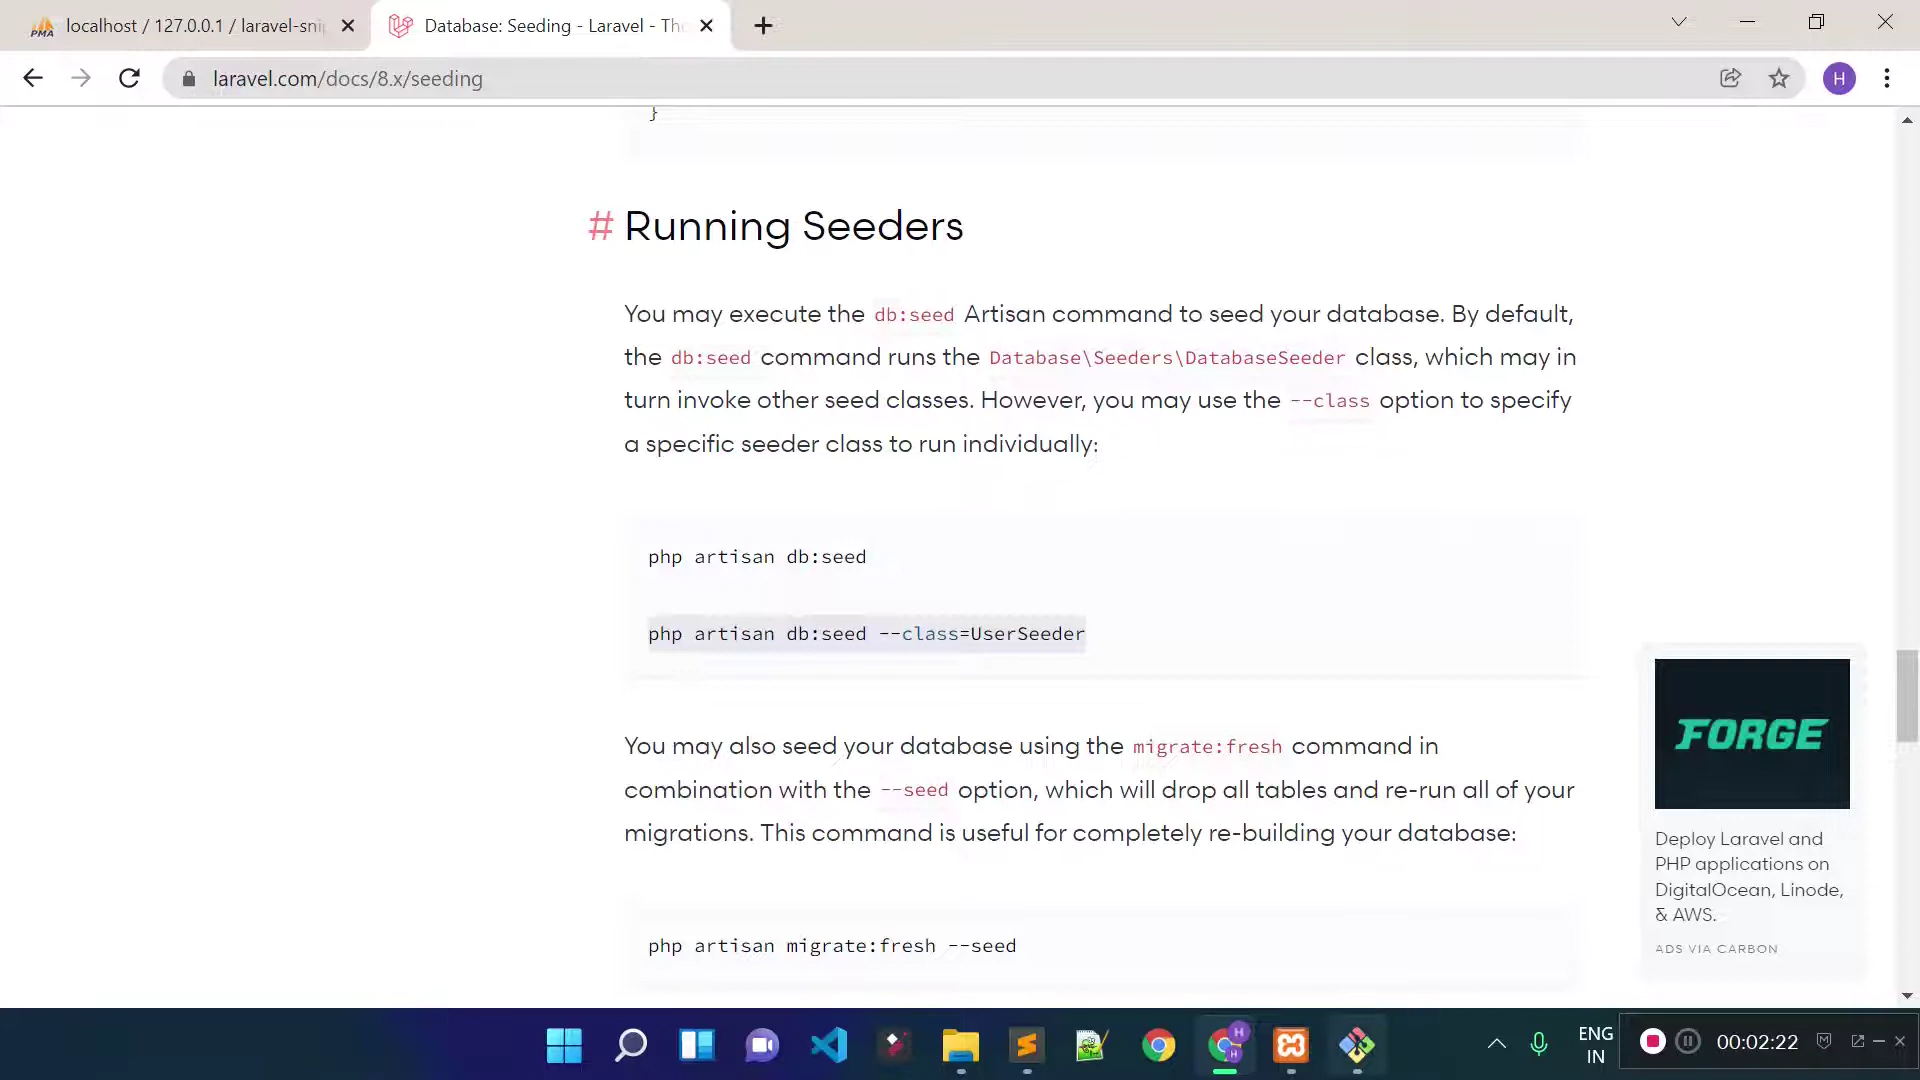 localhost / 127.0.0.1 / laravel-sni
Database: Seeding - Laravel - Th
laravel.com/docs/8.x/seeding
H
}
# Running Seeders
You may execute the db:seed Artisan command to seed your database. By default,
the db:seed command runs the Database\Seeders\DatabaseSeeder class, which may in
turn invoke other seed classes. However, you may use the --class option to specify
a specific seeder class to run individually:
php artisan db:seed
php artisan db:seed --class=UserSeeder
You may also seed your database using the migrate:fresh command in
combination with the --seed option, which will drop all tables and re-run all of your
migrations. This command is useful for completely re-building your database:
php artisan migrate:fresh --seed
FORGE
Deploy Laravel and
PHP applications on
DigitalOcean, Linode,
& AWS.
ADS VIA CARBON
ENG
IN
00:02:22